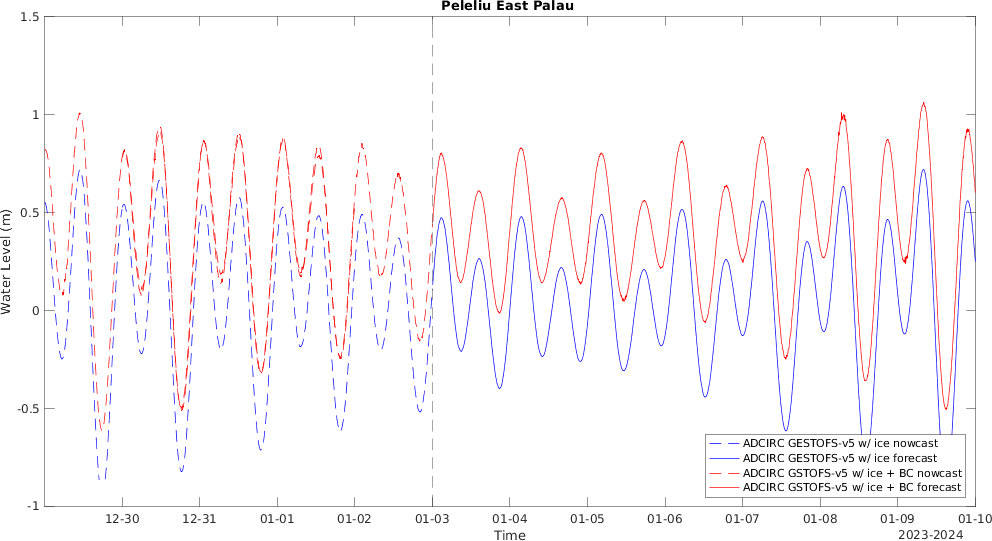 Peleliu East Palau
1.5
1
0.5
0
-0.5
-1
Water Level (m)
ADCIRC GESTOFS-v5 w/ ice nowcast
ADCIRC GESTOFS-v5 w/ ice forecast
ADCIRC GSTOFS-v5 w/ ice + BC nowcast
ADCIRC GSTOFS-v5 w/ ice + BC forecast
12-30 12-31 01-01 01-02 01-03 01-04 01-05 01-06 01-07 01-08 01-09 01-10
Time
2023-2024